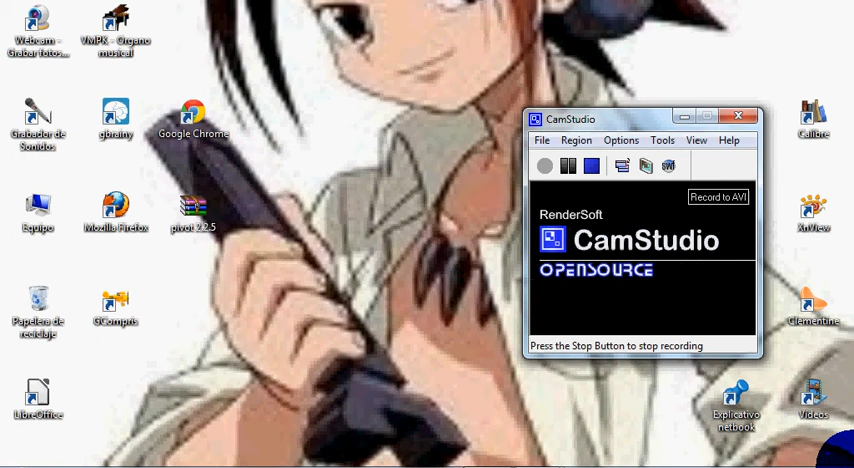 Webcam -
Grabar fotos...
VMPK - Organo
musical
Grabador de
Sonidos
gbrainy
Google Chrome
Equipo
Mozilla Firefox
pivot 2.2.5
Papelera de
reciclaje
GCompris
LibreOffice
CamStudio
File Region Options Tools View Help
SWF
Record to AVI
RenderSoft
CamStudio
OPENSOURCE
Press the Stop Button to stop recording
Calibre
XnView
Clementine
Explicativo
netbook
Videos